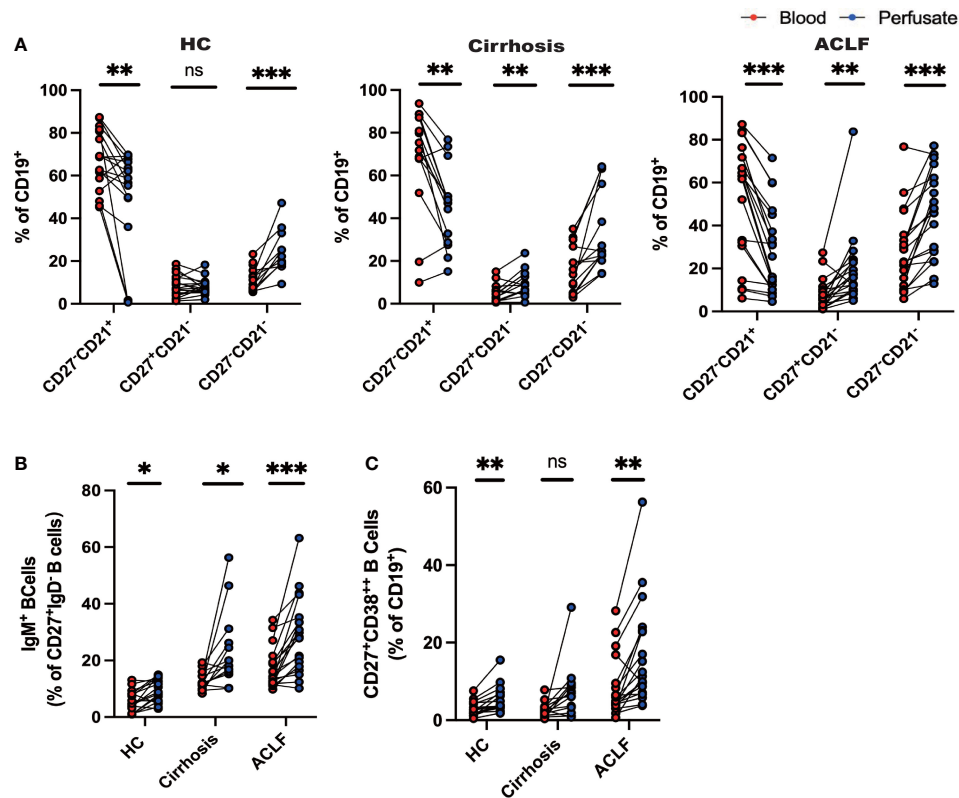 Blood Perfusate
A HC Cirrhosis ACLF
** ns *** ** ** *** *** ** ***
% of CD19⁺
100
80
60
40
20
0
CD27⁻CD21⁺
CD27⁺CD21⁻
CD27⁻CD21⁻
% of CD19⁺
100
80
60
40
20
0
CD27⁻CD21⁺
CD27⁺CD21⁻
CD27⁻CD21⁻
% of CD19⁺
100
80
60
40
20
0
CD27⁻CD21⁺
CD27⁺CD21⁻
CD27⁻CD21⁻
B
* * ***
IgM⁺ BCells
(% of CD27⁺IgD⁻ B cells)
80
60
40
20
0
HC
Cirrhosis
ACLF
C
** ns **
CD27⁺CD38⁺⁺ B Cells
(% of CD19⁺)
60
40
20
0
HC
Cirrhosis
ACLF